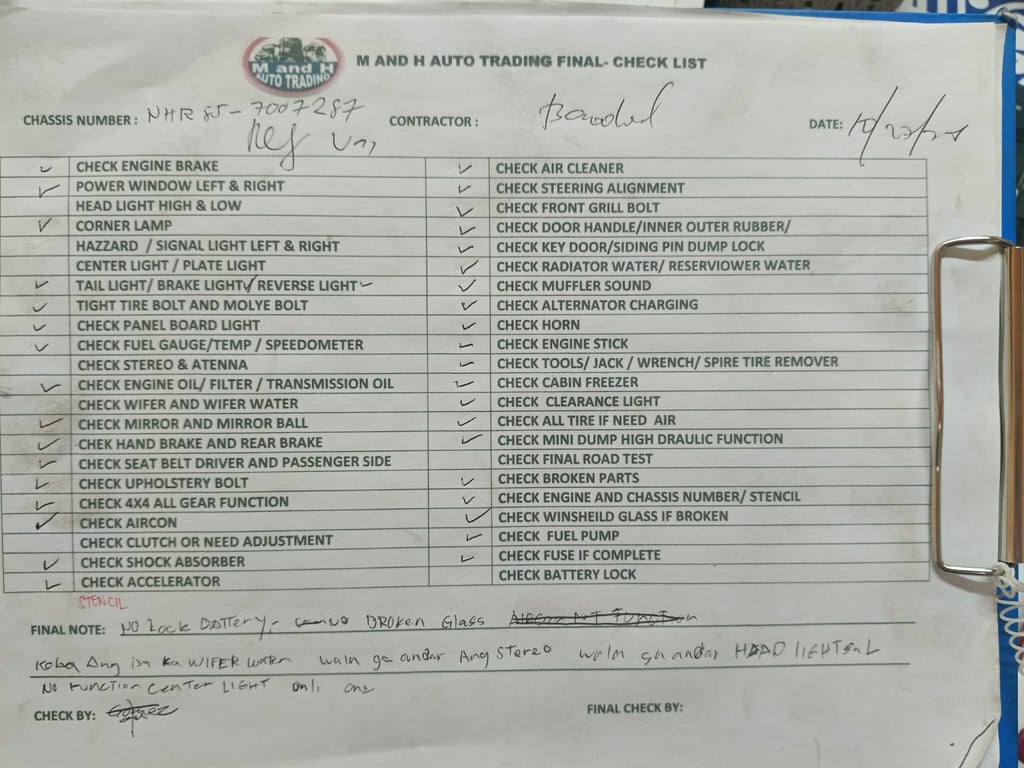 M and H
AUTO TRADING
M AND H AUTO TRADING FINAL- CHECK LIST
CHASSIS NUMBER : NHR 85-7007287
Ref Van
CONTRACTOR :
DATE:
✓ CHECK ENGINE BRAKE
✓ POWER WINDOW LEFT & RIGHT
HEAD LIGHT HIGH & LOW
✓ CORNER LAMP
HAZZARD / SIGNAL LIGHT LEFT & RIGHT
CENTER LIGHT / PLATE LIGHT
✓ TAIL LIGHT/ BRAKE LIGHT ✓/ REVERSE LIGHT ✓
✓ TIGHT TIRE BOLT AND MOLYE BOLT
✓ CHECK PANEL BOARD LIGHT
✓ CHECK FUEL GAUGE/TEMP / SPEEDOMETER
CHECK STEREO & ATENNA
✓ CHECK ENGINE OIL/ FILTER / TRANSMISSION OIL
CHECK WIFER AND WIFER WATER
✓ CHECK MIRROR AND MIRROR BALL
✓ CHEK HAND BRAKE AND REAR BRAKE
✓ CHECK SEAT BELT DRIVER AND PASSENGER SIDE
✓ CHECK UPHOLSTERY BOLT
✓ CHECK 4X4 ALL GEAR FUNCTION
✓ CHECK AIRCON
CHECK CLUTCH OR NEED ADJUSTMENT
✓ CHECK SHOCK ABSORBER
✓ CHECK ACCELERATOR
✓ CHECK AIR CLEANER
✓ CHECK STEERING ALIGNMENT
✓ CHECK FRONT GRILL BOLT
✓ CHECK DOOR HANDLE/INNER OUTER RUBBER/
✓ CHECK KEY DOOR/SIDING PIN DUMP LOCK
✓ CHECK RADIATOR WATER/ RESERVIOWER WATER
✓ CHECK MUFFLER SOUND
✓ CHECK ALTERNATOR CHARGING
✓ CHECK HORN
✓ CHECK ENGINE STICK
✓ CHECK TOOLS/ JACK / WRENCH/ SPIRE TIRE REMOVER
✓ CHECK CABIN FREEZER
✓ CHECK CLEARANCE LIGHT
✓ CHECK ALL TIRE IF NEED AIR
✓ CHECK MINI DUMP HIGH DRAULIC FUNCTION
CHECK FINAL ROAD TEST
✓ CHECK BROKEN PARTS
✓ CHECK ENGINE AND CHASSIS NUMBER/ STENCIL
✓ CHECK WINSHEILD GLASS IF BROKEN
✓ CHECK FUEL PUMP
✓ CHECK FUSE IF COMPLETE
CHECK BATTERY LOCK
STENCIL
FINAL NOTE: NO Lock Battery, BROKEN Glass
Ang isa ka WIFER water wala ga andar Ang Stereo wala ga andar HEAD LIGHT
NO FUNCTION CENTER LIGHT onli one
CHECK BY:
FINAL CHECK BY: